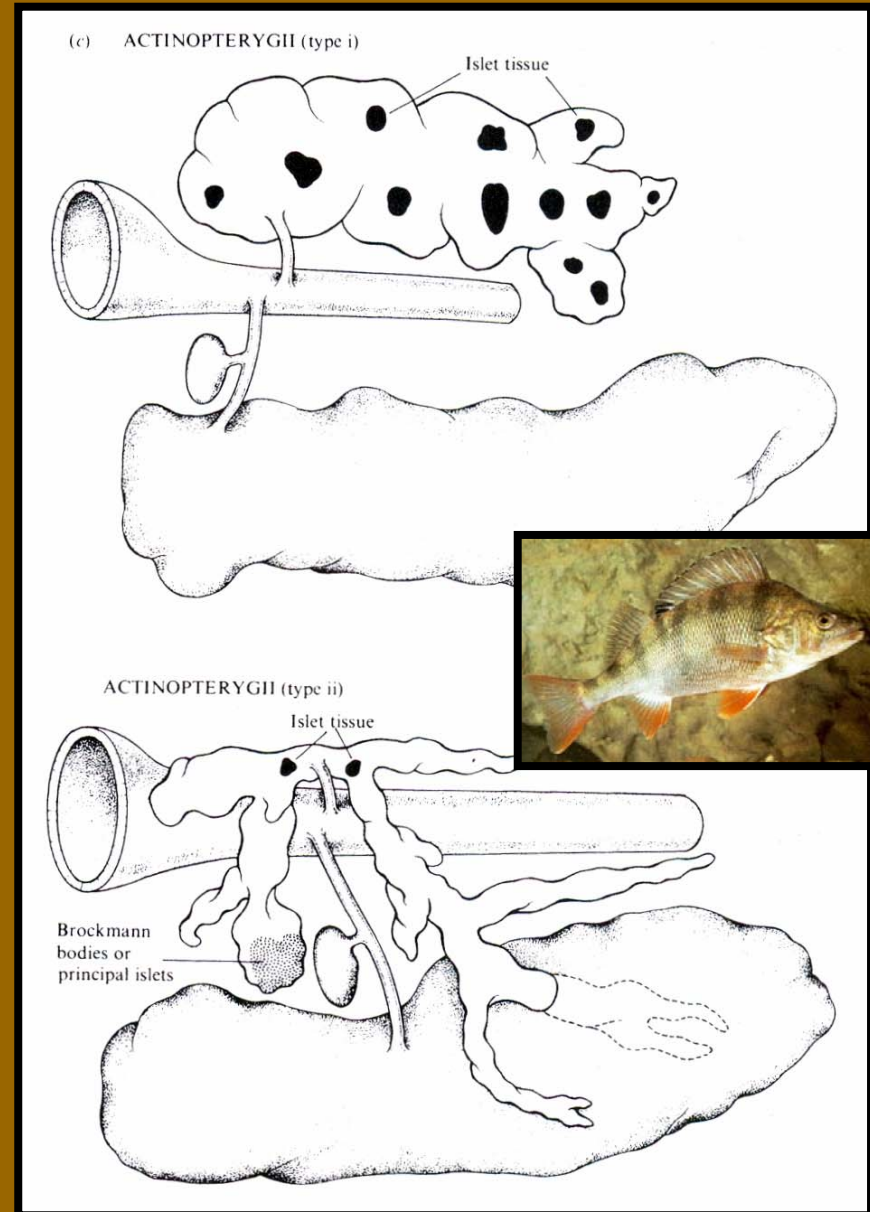 (c) ACTINOPTERYGII (type i)
Islet tissue
ACTINOPTERYGII (type ii)
Islet tissue
Brockmann
bodies or
principal islets